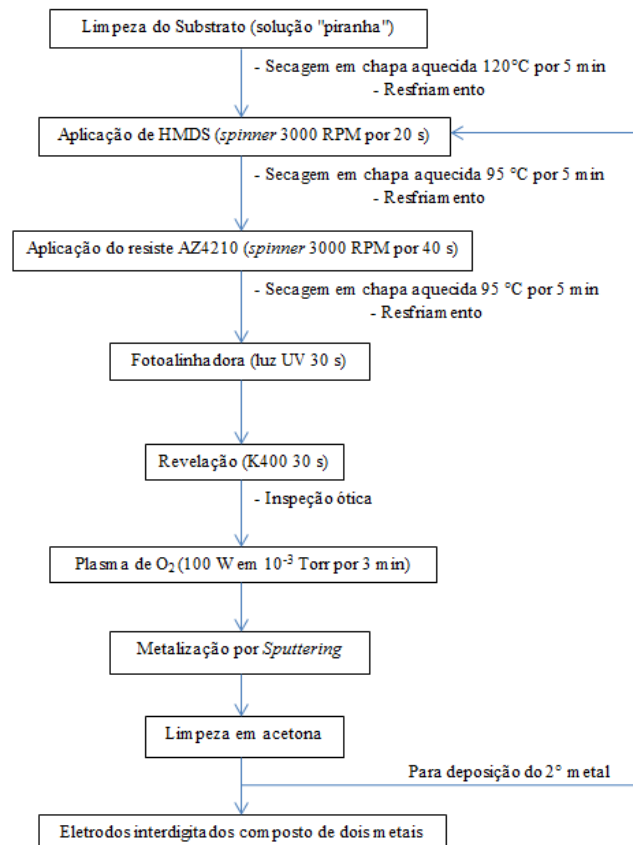 Limpeza do Substrato (solução "piranha")
- Secagem em chapa aquecida 120°C por 5 min
- Resfriamento
Aplicação de HMDS (spinner 3000 RPM por 20 s)
- Secagem em chapa aquecida 95 °C por 5 min
- Resfriamento
Aplicação do resiste AZ4210 (spinner 3000 RPM por 40 s)
- Secagem em chapa aquecida 95 °C por 5 min
- Resfriamento
Fotoalinhadora (luz UV 30 s)
Revelação (K400 30 s)
- Inspeção ótica
Plasma de O₂ (100 W em 10⁻³ Torr por 3 min)
Metalização por Sputtering
Limpeza em acetona
Para deposição do 2° metal
Eletrodos interdigitados composto de dois metais